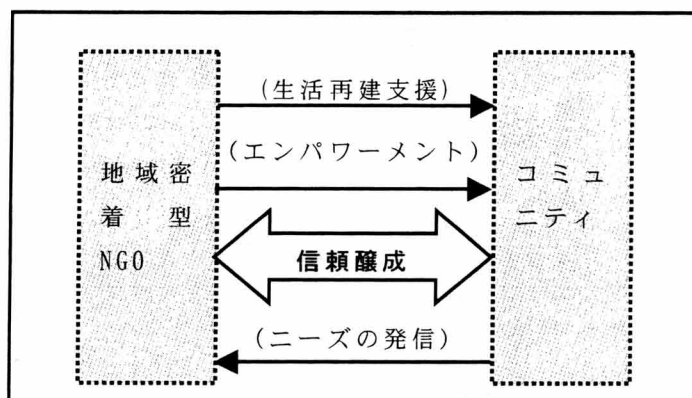 (生活再建支援)
(エンパワーメント)
地域密
着型
NGO
コミュ
ニティ
信頼醸成
(ニーズの発信)